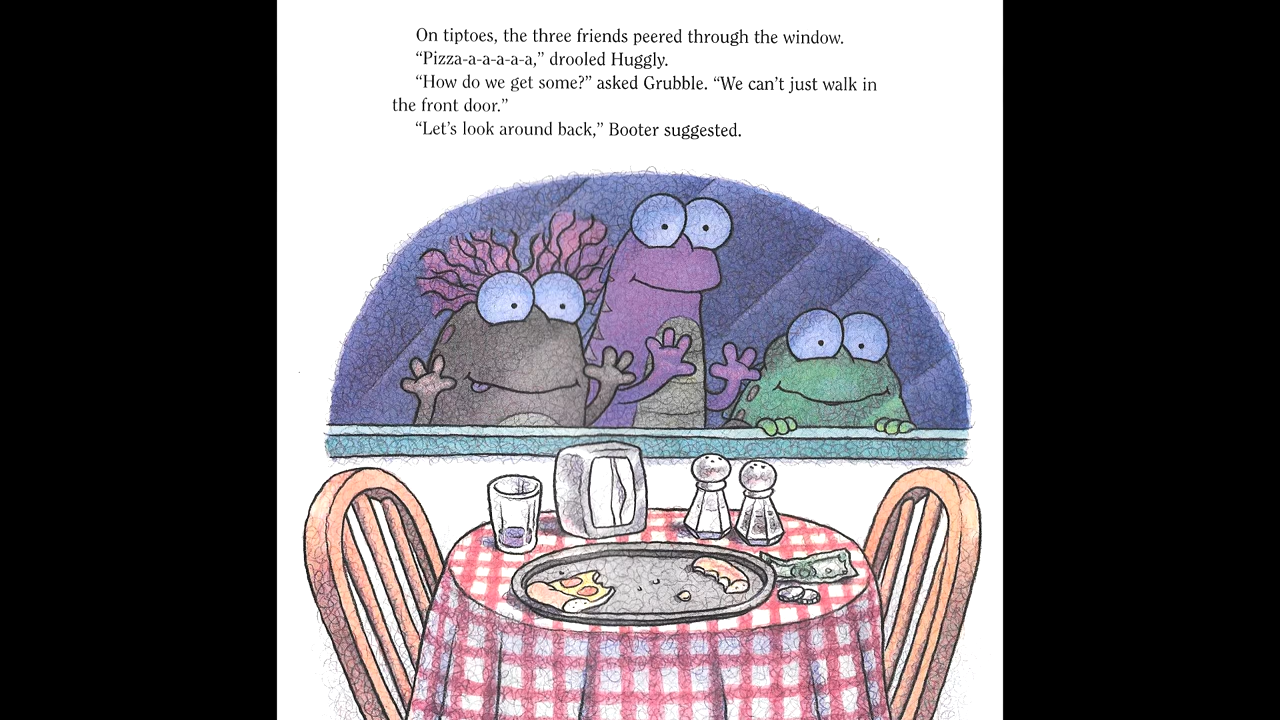 On tiptoes, the three friends peered through the window.
“Pizza-a-a-a-a-a,” drooled Huggly.
“How do we get some?” asked Grubble. “We can’t just walk in
the front door.”
“Let’s look around back,” Booter suggested.